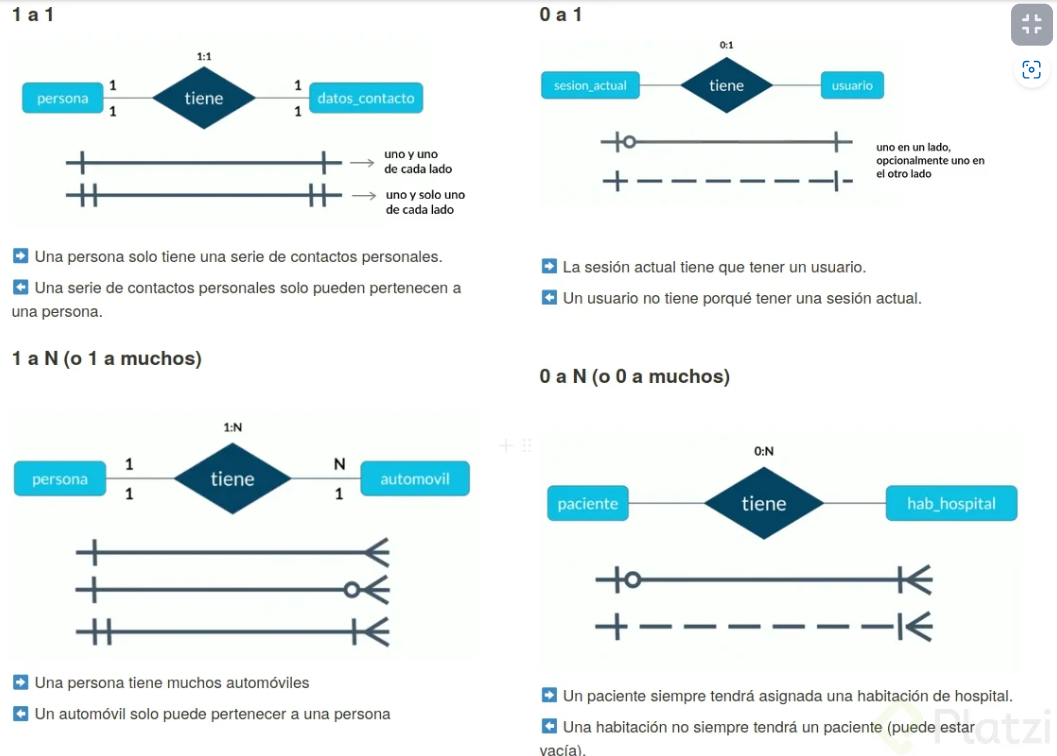 1 a 1
1:1
persona
1
1
tiene
1
1
datos_contacto
uno y uno
de cada lado
uno y solo uno
de cada lado
Una persona solo tiene una serie de contactos personales.
Una serie de contactos personales solo pueden pertenecen a
una persona.
0 a 1
0:1
sesion_actual
tiene
usuario
uno en un lado,
opcionalmente uno en
el otro lado
La sesión actual tiene que tener un usuario.
Un usuario no tiene porqué tener una sesión actual.
1 a N (o 1 a muchos)
1:N
persona
1
1
tiene
N
1
automovil
Una persona tiene muchos automóviles
Un automóvil solo puede pertenecer a una persona
0 a N (o 0 a muchos)
0:N
paciente
tiene
hab_hospital
Un paciente siempre tendrá asignada una habitación de hospital.
Una habitación no siempre tendrá un paciente (puede estar
vacía).
Platzi